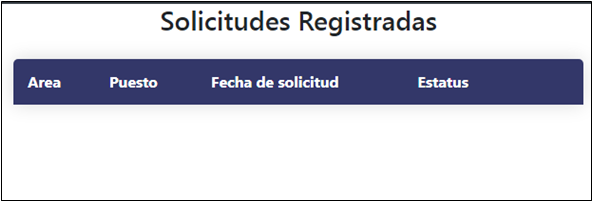 Solicitudes Registradas
Area Puesto Fecha de solicitud Estatus